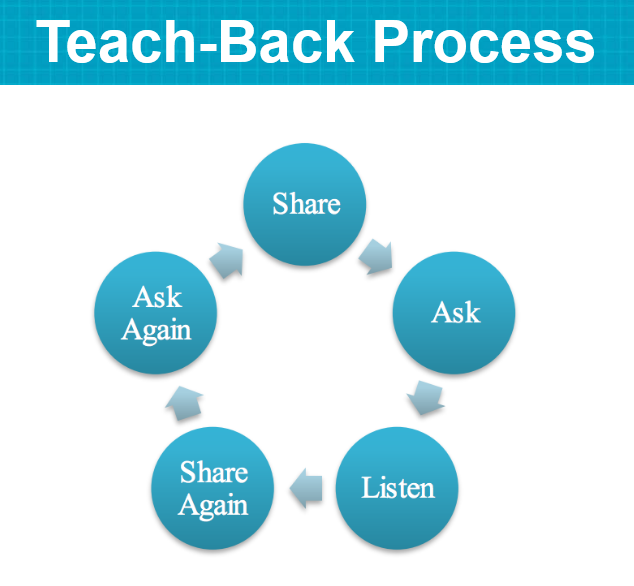 Teach-Back Process
Share
Ask
Listen
Share
Again
Ask
Again